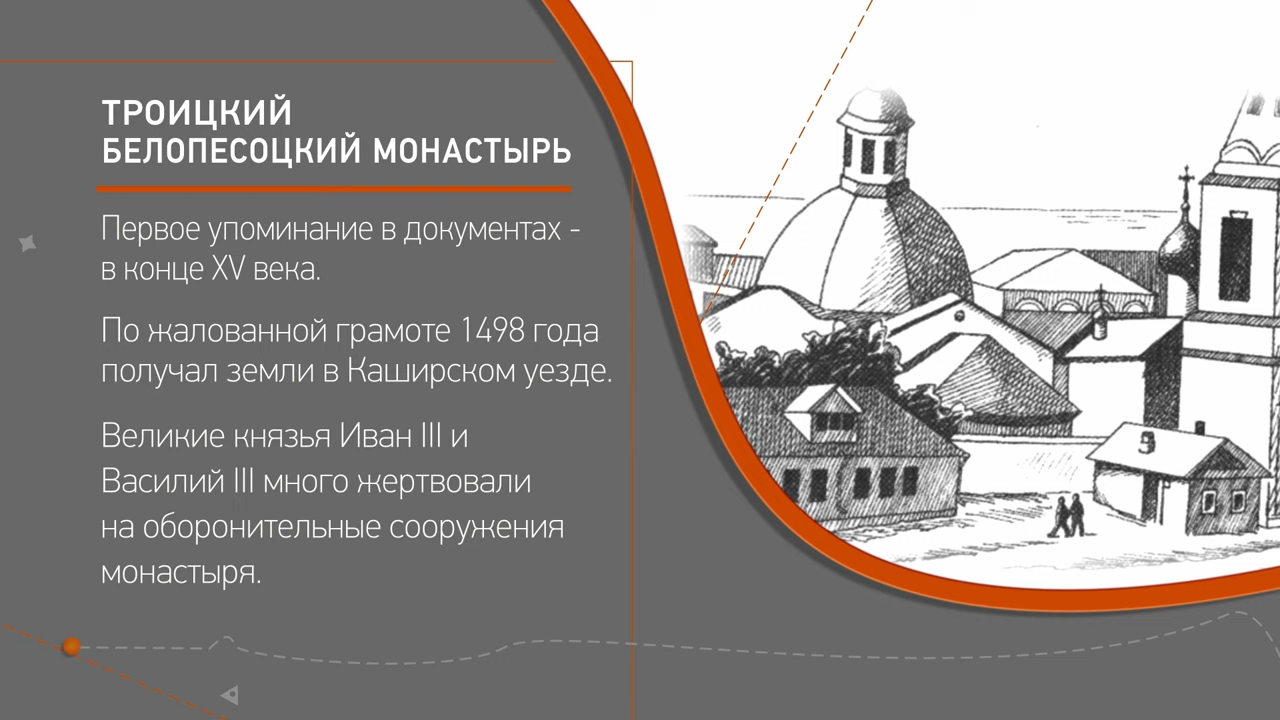 ТРОИЦКИЙ
БЕЛОПЕСОЦКИЙ МОНАСТЫРЬ
Первое упоминание в документах -
в конце XV века.
По жалованной грамоте 1498 года
получал земли в Каширском уезде.
Великие князья Иван III и
Василий III много жертвовали
на оборонительные сооружения
монастыря.